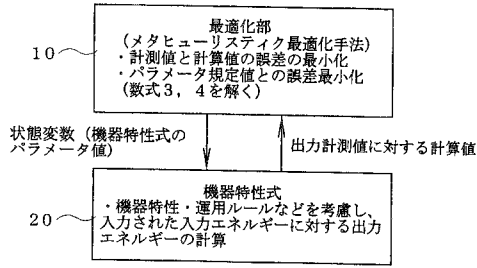 最適化部
(メタヒューリスティク最適化手法)
・計測値と計算値の誤差の最小化
・パラメータ規定値との誤差最小化
(数式3,4を解く)
10
状態変数(機器特性式の
パラメータ値)
出力計測値に対する計算値
機器特性式
・機器特性・運用ルールなどを考慮し、
入力された入力エネルギーに対する出力
エネルギーの計算
20